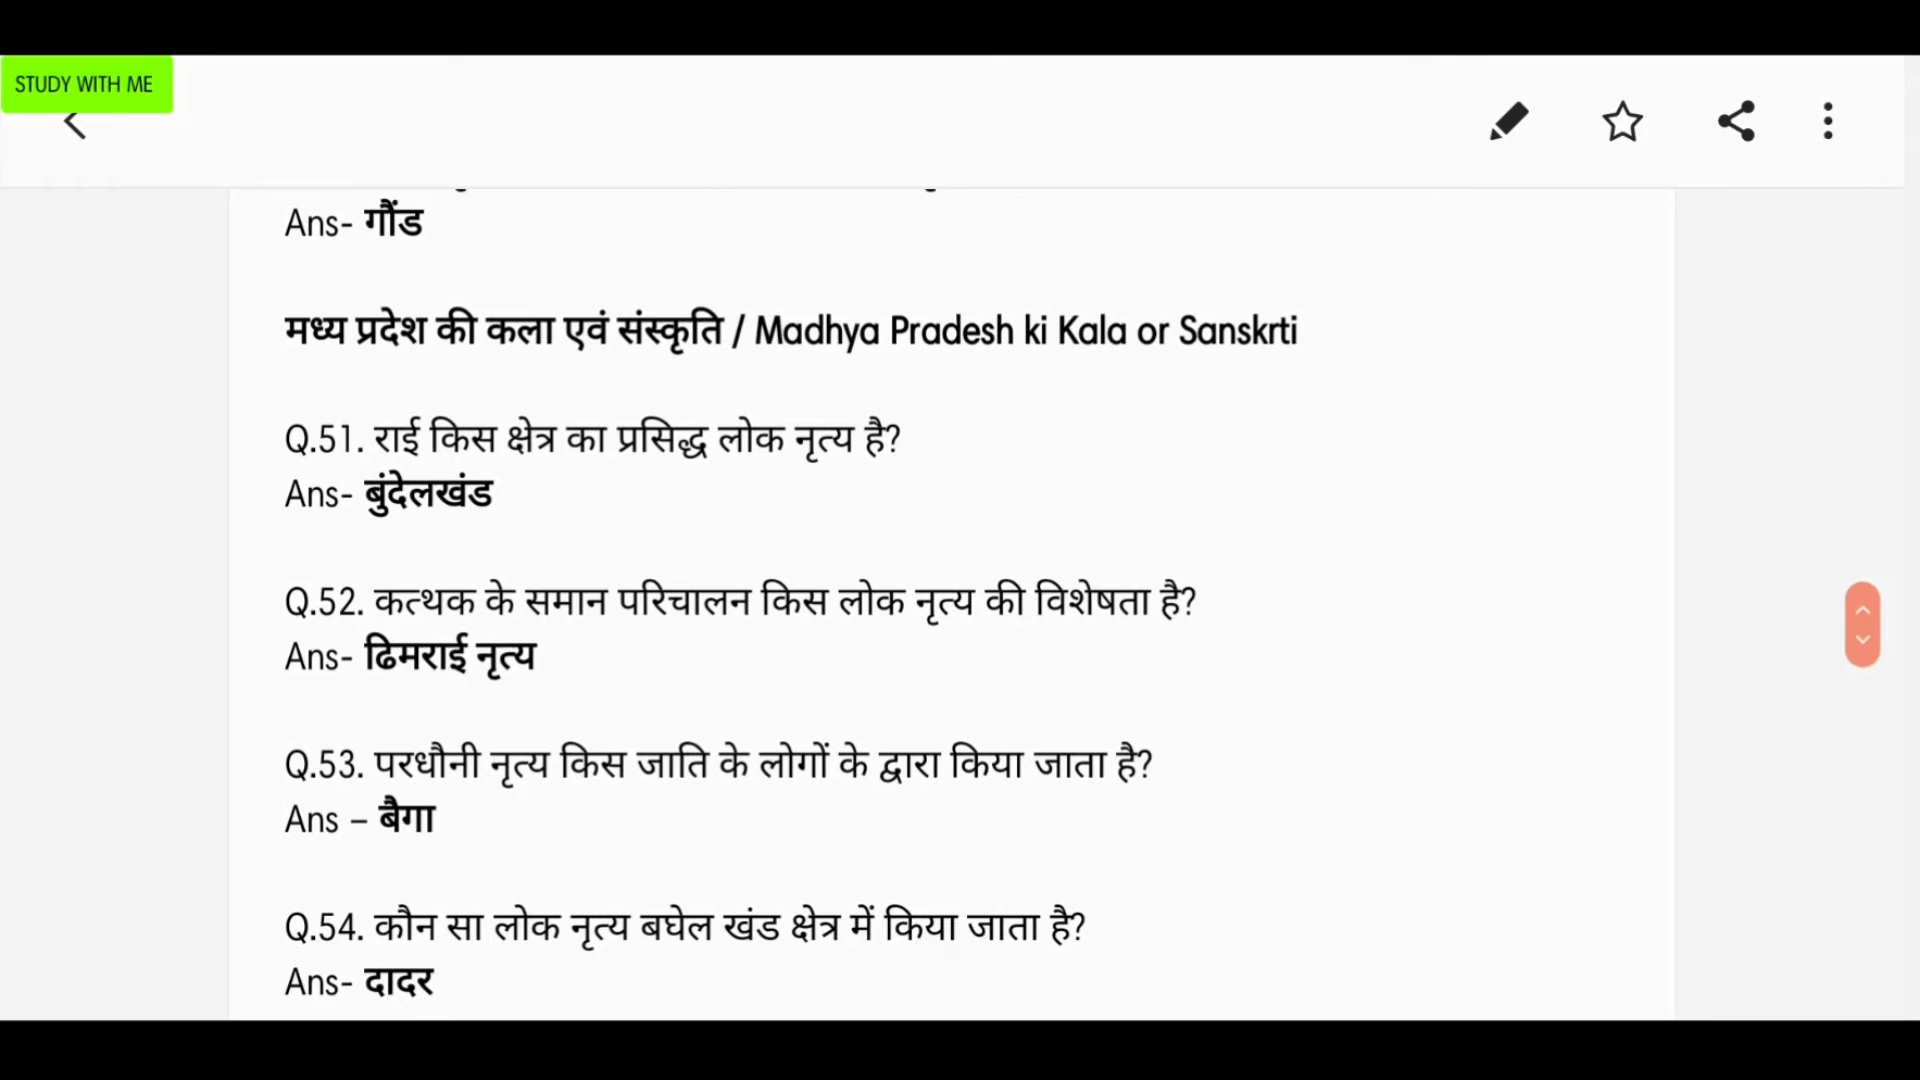 STUDY WITH ME
Ans- गौंड
मध्य प्रदेश की कला एवं संस्कृति / Madhya Pradesh ki Kala or Sanskrti
Q.51. राई किस क्षेत्र का प्रसिद्ध लोक नृत्य है?
Ans- बुंदेलखंड
Q.52. कत्थक के समान परिचालन किस लोक नृत्य की विशेषता है?
Ans- ढिमराई नृत्य
Q.53. परधौनी नृत्य किस जाति के लोगों के द्वारा किया जाता है?
Ans – बैगा
Q.54. कौन सा लोक नृत्य बघेल खंड क्षेत्र में किया जाता है?
Ans- दादर